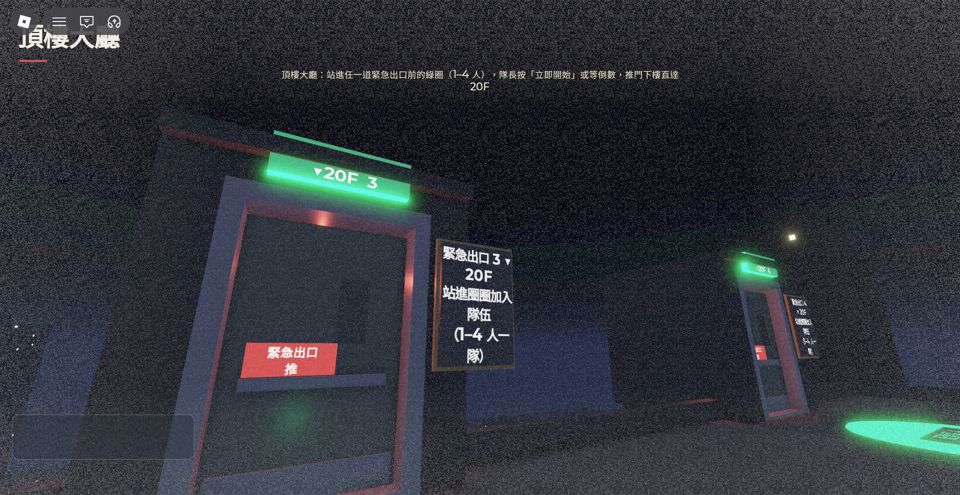 頂樓大廳
頂樓大廳：站進任一道緊急出口前的綠圈（1–4 人），隊長按「立即開始」或等倒數，推門下樓直達
20F
▼20F 3
緊急出口 3 ▼
20F
站進圈圈加入
隊伍
（1–4 人一
隊）
緊急出口
推